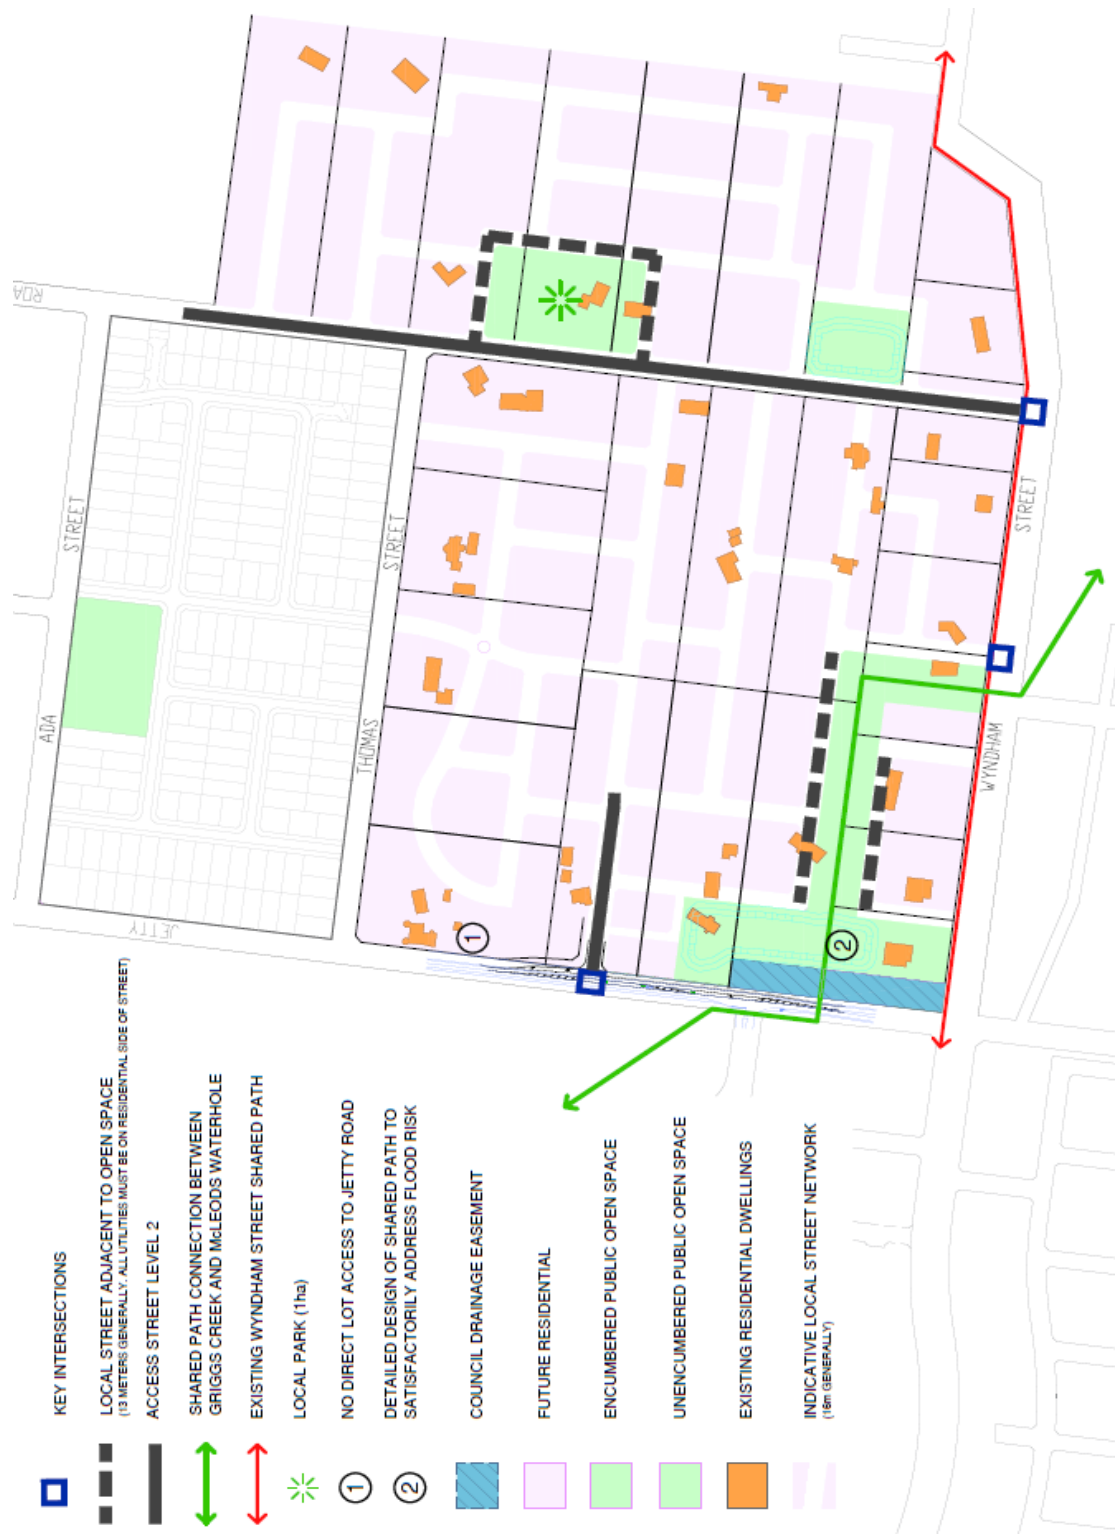 KEY INTERSECTIONS
LOCAL STREET ADJACENT TO OPEN SPACE
(13 METERS GENERALLY. ALL UTILITIES MUST BE ON RESIDENTIAL SIDE OF STREET)
ACCESS STREET LEVEL 2
SHARED PATH CONNECTION BETWEEN
GRIGGS CREEK AND McLEODS WATERHOLE
EXISTING WYNDHAM STREET SHARED PATH
LOCAL PARK (1ha)
1
NO DIRECT LOT ACCESS TO JETTY ROAD
2
DETAILED DESIGN OF SHARED PATH TO
SATISFACTORILY ADDRESS FLOOD RISK
COUNCIL DRAINAGE EASEMENT
FUTURE RESIDENTIAL
ENCUMBERED PUBLIC OPEN SPACE
UNENCUMBERED PUBLIC OPEN SPACE
EXISTING RESIDENTIAL DWELLINGS
INDICATIVE LOCAL STREET NETWORK
(16m GENERALLY)
JETTY
ADA
STREET
THOMAS
STREET
ROA
1
2
WYNDHAM
STREET